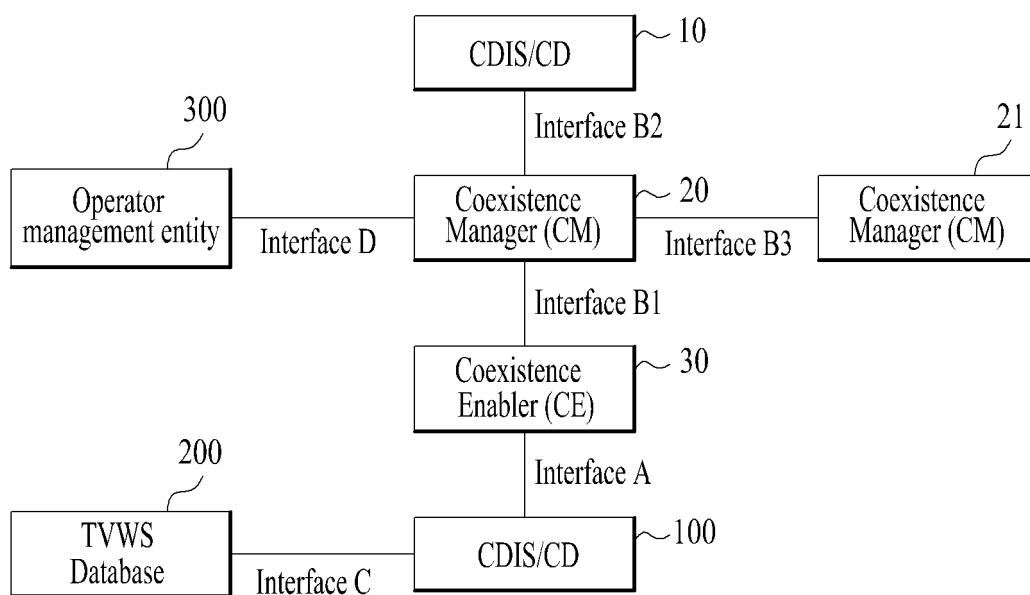 10
CDIS/CD
Interface B2
300
21
Operator
management entity
Interface D
20
Coexistence
Manager (CM)
Interface B3
Coexistence
Manager (CM)
Interface B1
30
Coexistence
Enabler (CE)
Interface A
200
TVWS
Database
Interface C
100
CDIS/CD